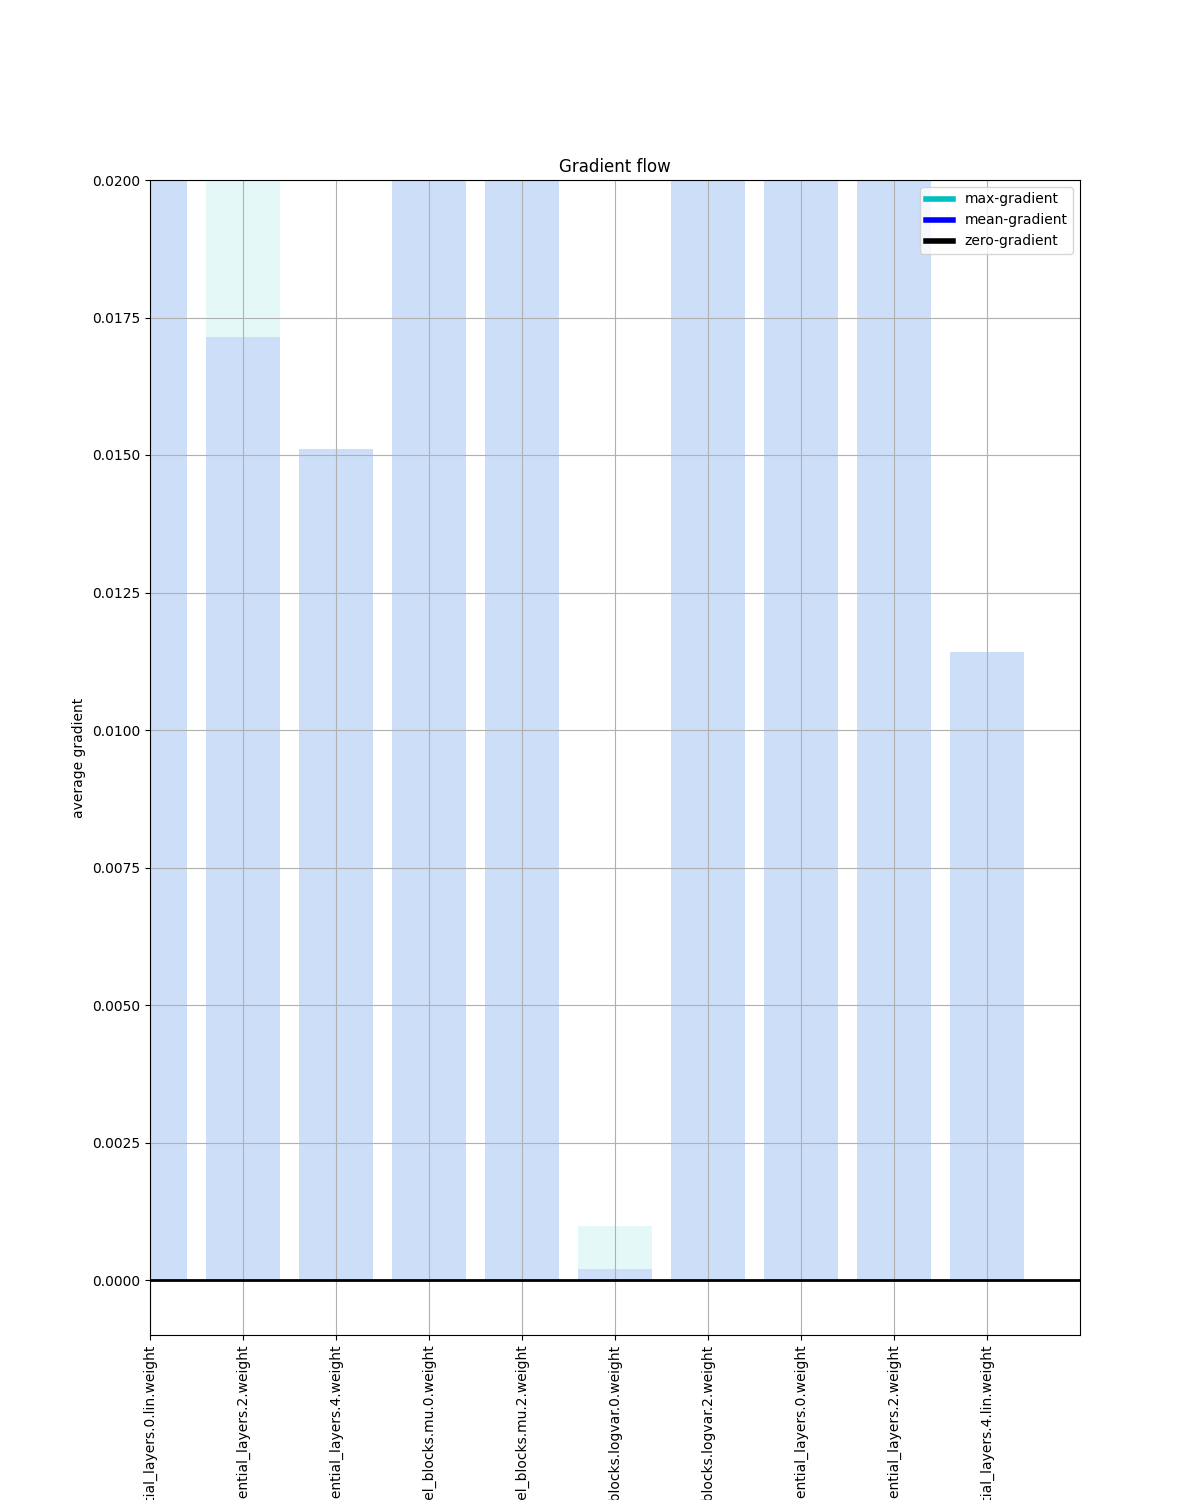 Gradient flow
max-gradient
mean-gradient
zero-gradient
average gradient
0.0200
0.0175
0.0150
0.0125
0.0100
0.0075
0.0050
0.0025
0.0000
tial_layers.0.lin.weight
ential_layers.2.weight
ential_layers.4.weight
el_blocks.mu.0.weight
el_blocks.mu.2.weight
blocks.logvar.0.weight
blocks.logvar.2.weight
ential_layers.0.weight
ential_layers.2.weight
tial_layers.4.lin.weight